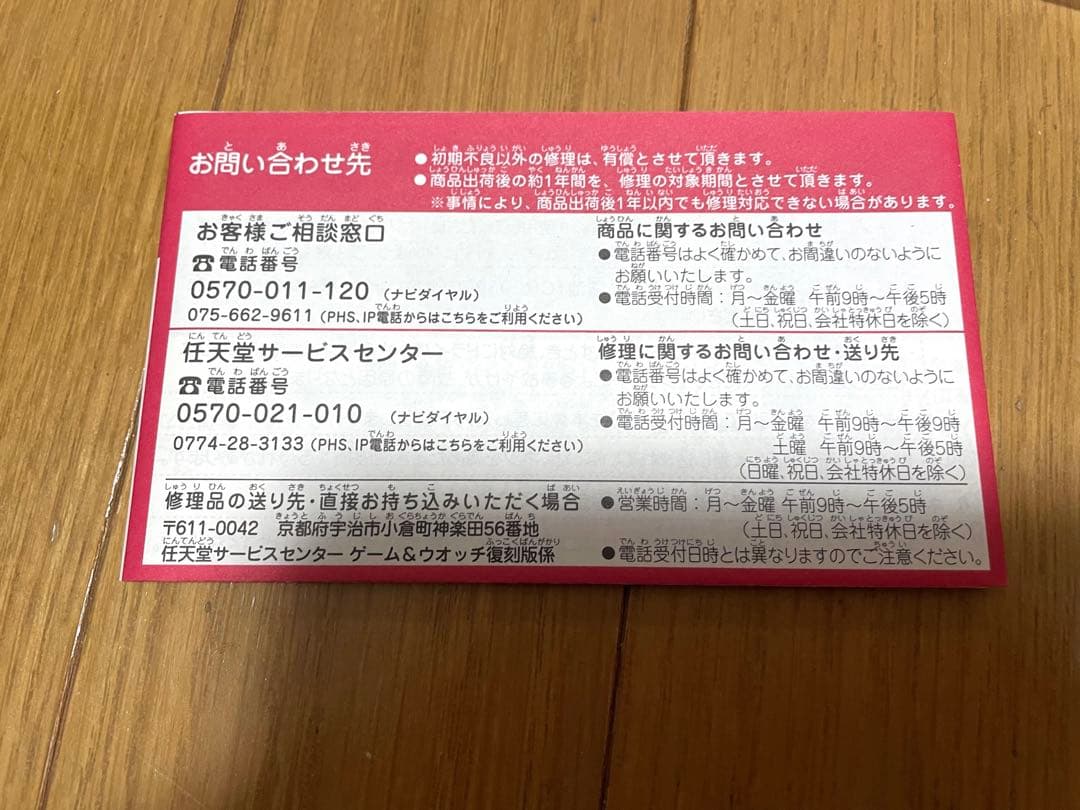 お問い合わせ先
●初期不良以外の修理は、有償とさせて頂きます。
●商品出荷後の約1年間を、修理の対象期間とさせて頂きます。
※事情により、商品出荷後1年以内でも修理対応できない場合があります。
お客様ご相談窓口
☎電話番号
0570-011-120（ナビダイヤル）
075-662-9611（PHS、IP電話からはこちらをご利用ください）
商品に関するお問い合わせ
●電話番号はよく確かめて、お間違いのないように
お願いいたします。
●電話受付時間：月～金曜 午前9時～午後5時
（土日、祝日、会社特休日を除く）
任天堂サービスセンター
☎電話番号
0570-021-010（ナビダイヤル）
0774-28-3133（PHS、IP電話からはこちらをご利用ください）
修理に関するお問い合わせ・送り先
●電話番号はよく確かめて、お間違いのないように
お願いいたします。
●電話受付時間：月～金曜 午前9時～午後9時
土曜 午前9時～午後5時
（日曜、祝日、会社特休日を除く）
修理品の送り先・直接お持ち込みいただく場合
〒611-0042 京都府宇治市小倉町神楽田56番地
任天堂サービスセンター ゲーム＆ウオッチ復刻版係
●営業時間：月～金曜 午前9時～午後5時
（土日、祝日、会社特休日を除く）
●電話受付日時とは異なりますのでご注意ください。